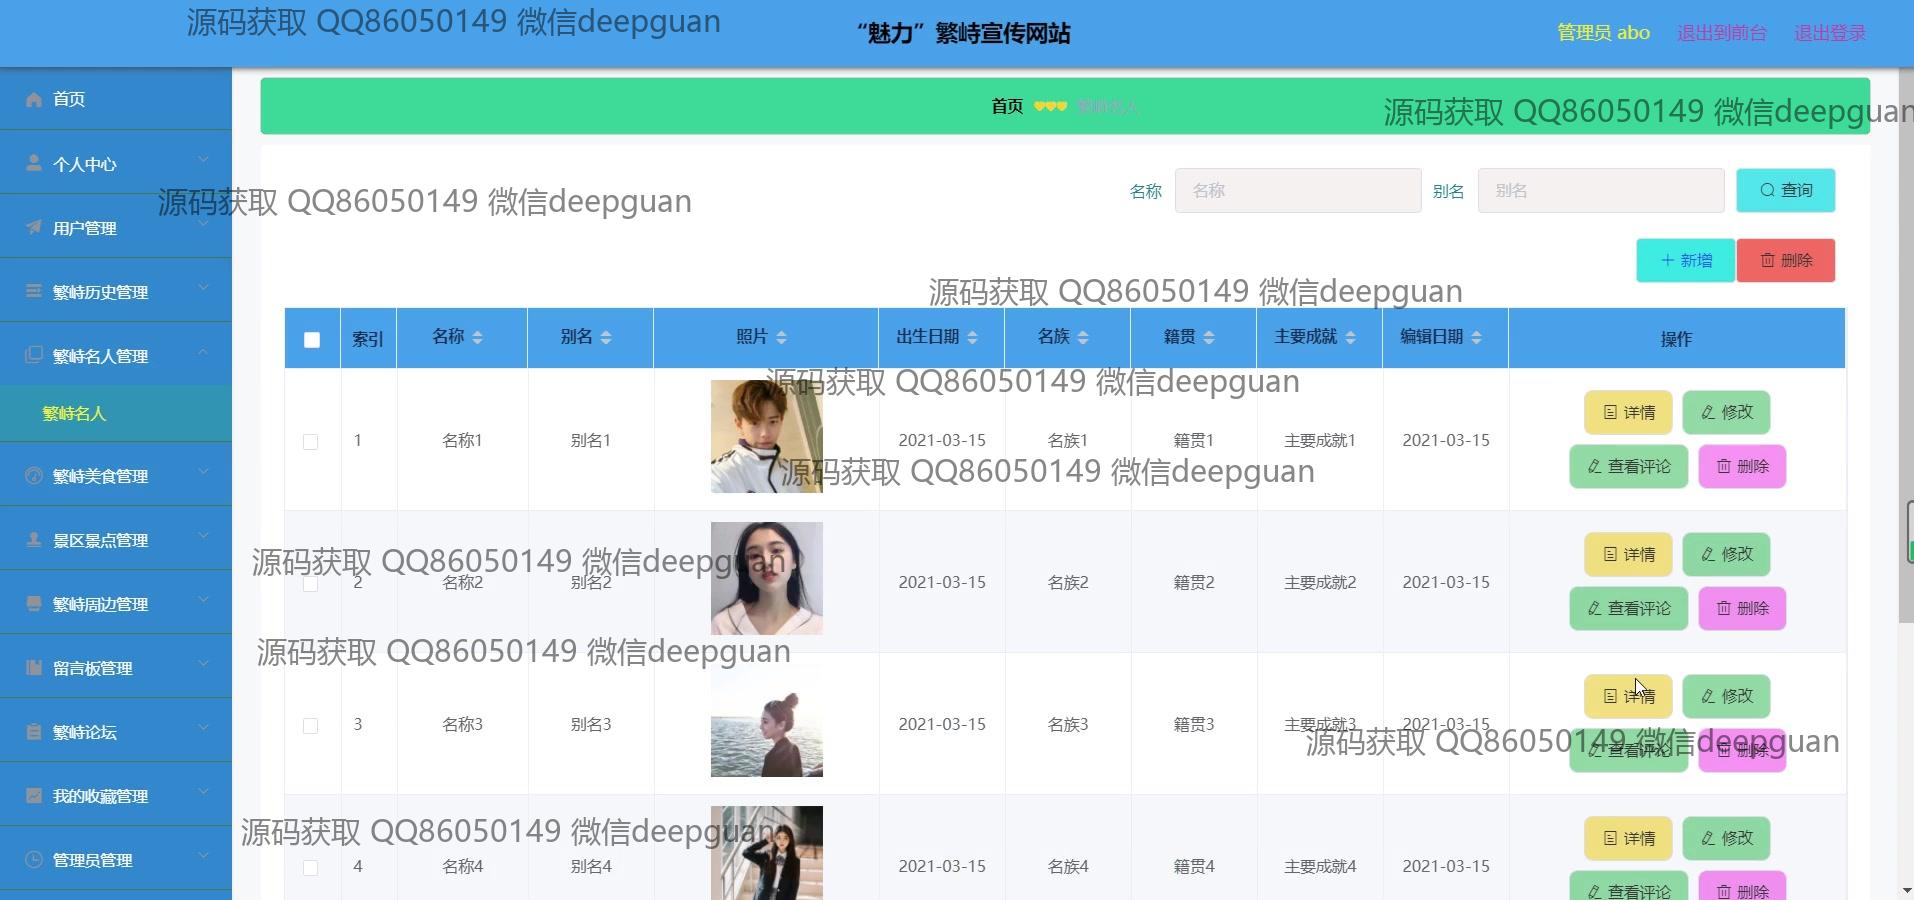 源码获取 QQ86050149 微信deepguan
“魅力”繁峙宣传网站
管理员 abo 退出到前台 退出登录
首页
个人中心
用户管理
繁峙历史管理
繁峙名人管理
繁峙名人
繁峙美食管理
景区景点管理
繁峙周边管理
留言板管理
繁峙论坛
我的收藏管理
管理员管理
首页 繁峙名人
源码获取 QQ86050149 微信deepguan
源码获取 QQ86050149 微信deepguan
名称 名称 别名 别名 查询
新增 删除
源码获取 QQ86050149 微信deepguan
索引 名称 别名 照片 出生日期 名族 籍贯 主要成就 编辑日期 操作
源码获取 QQ86050149 微信deepguan
详情 修改
1 名称1 别名1 2021-03-15 名族1 籍贯1 主要成就1 2021-03-15
查看评论 删除
源码获取 QQ86050149 微信deepguan
详情 修改
源码获取 QQ86050149 微信deepguan
2 名称2 别名2 2021-03-15 名族2 籍贯2 主要成就2 2021-03-15
查看评论 删除
源码获取 QQ86050149 微信deepguan
详情 修改
3 名称3 别名3 2021-03-15 名族3 籍贯3 主要成就3 2021-03-15
源码获取 QQ86050149 微信deepguan
查看评论 删除
源码获取 QQ86050149 微信deepguan
详情 修改
4 名称4 别名4 2021-03-15 名族4 籍贯4 主要成就4 2021-03-15
查看评论 删除